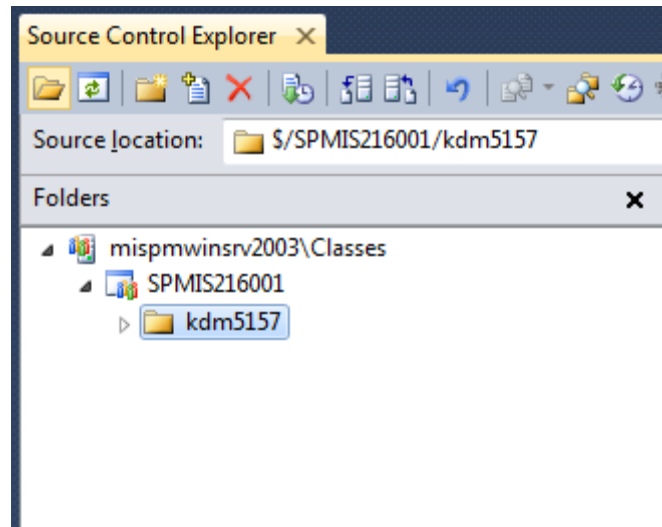 Source Control Explorer
Source location: $/SPMIS216001/kdm5157
Folders
mispmwinsrv2003\Classes
SPMIS216001
kdm5157